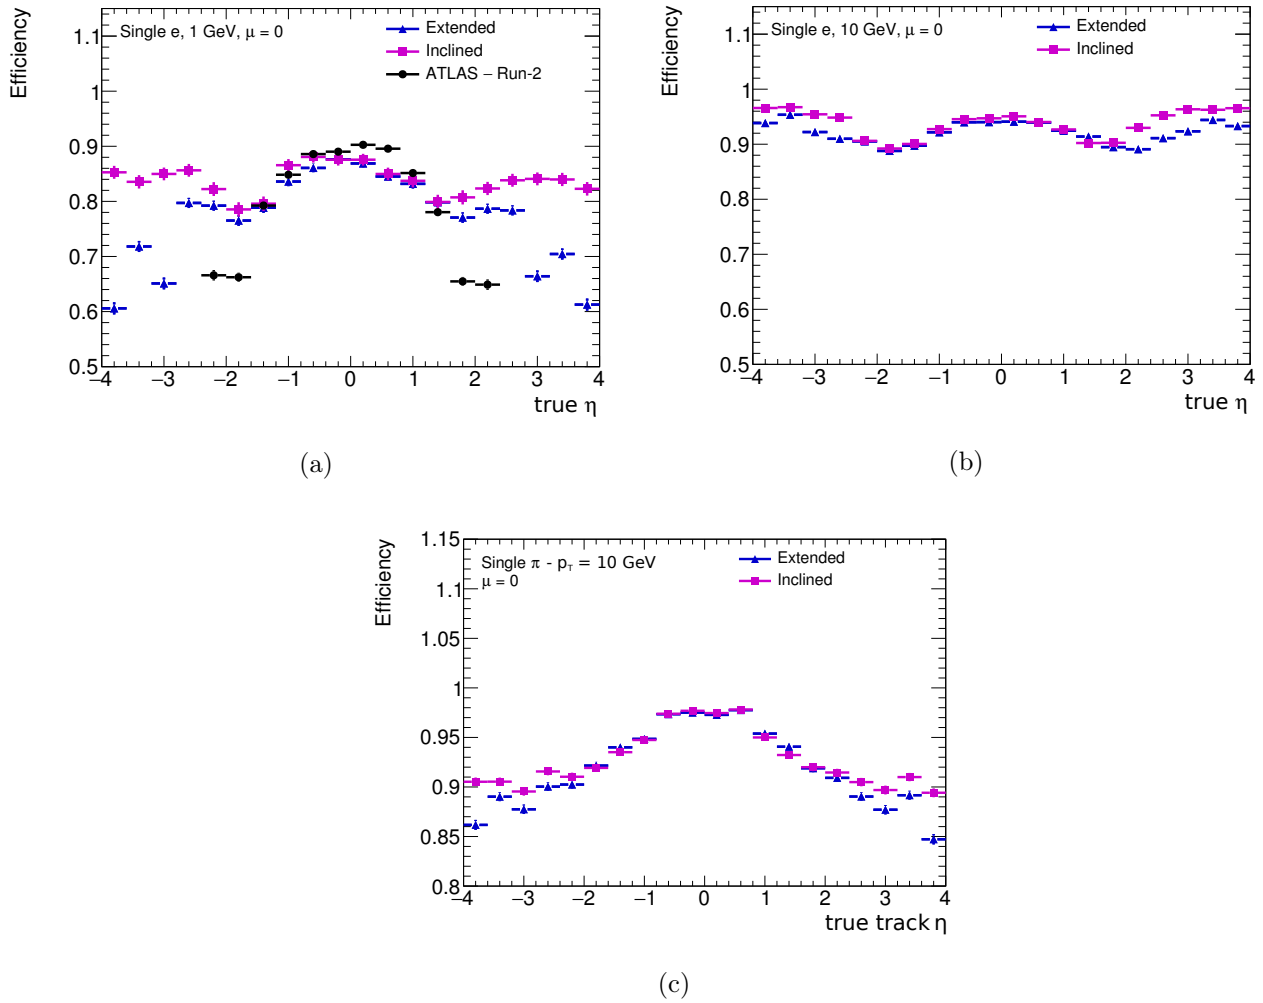 Efficiency
Single e, 1 GeV, μ = 0
Extended
Inclined
ATLAS – Run-2
1.1
1
0.9
0.8
0.7
0.6
0.5
−4 −3 −2 −1 0 1 2 3 4
true η
(a)
Efficiency
Single e, 10 GeV, μ = 0
Extended
Inclined
1.1
1
0.9
0.8
0.7
0.6
0.5
−4 −3 −2 −1 0 1 2 3 4
true η
(b)
Efficiency
Single π - pT = 10 GeV
μ = 0
Extended
Inclined
1.15
1.1
1.05
1
0.95
0.9
0.85
0.8
−4 −3 −2 −1 0 1 2 3 4
true track η
(c)